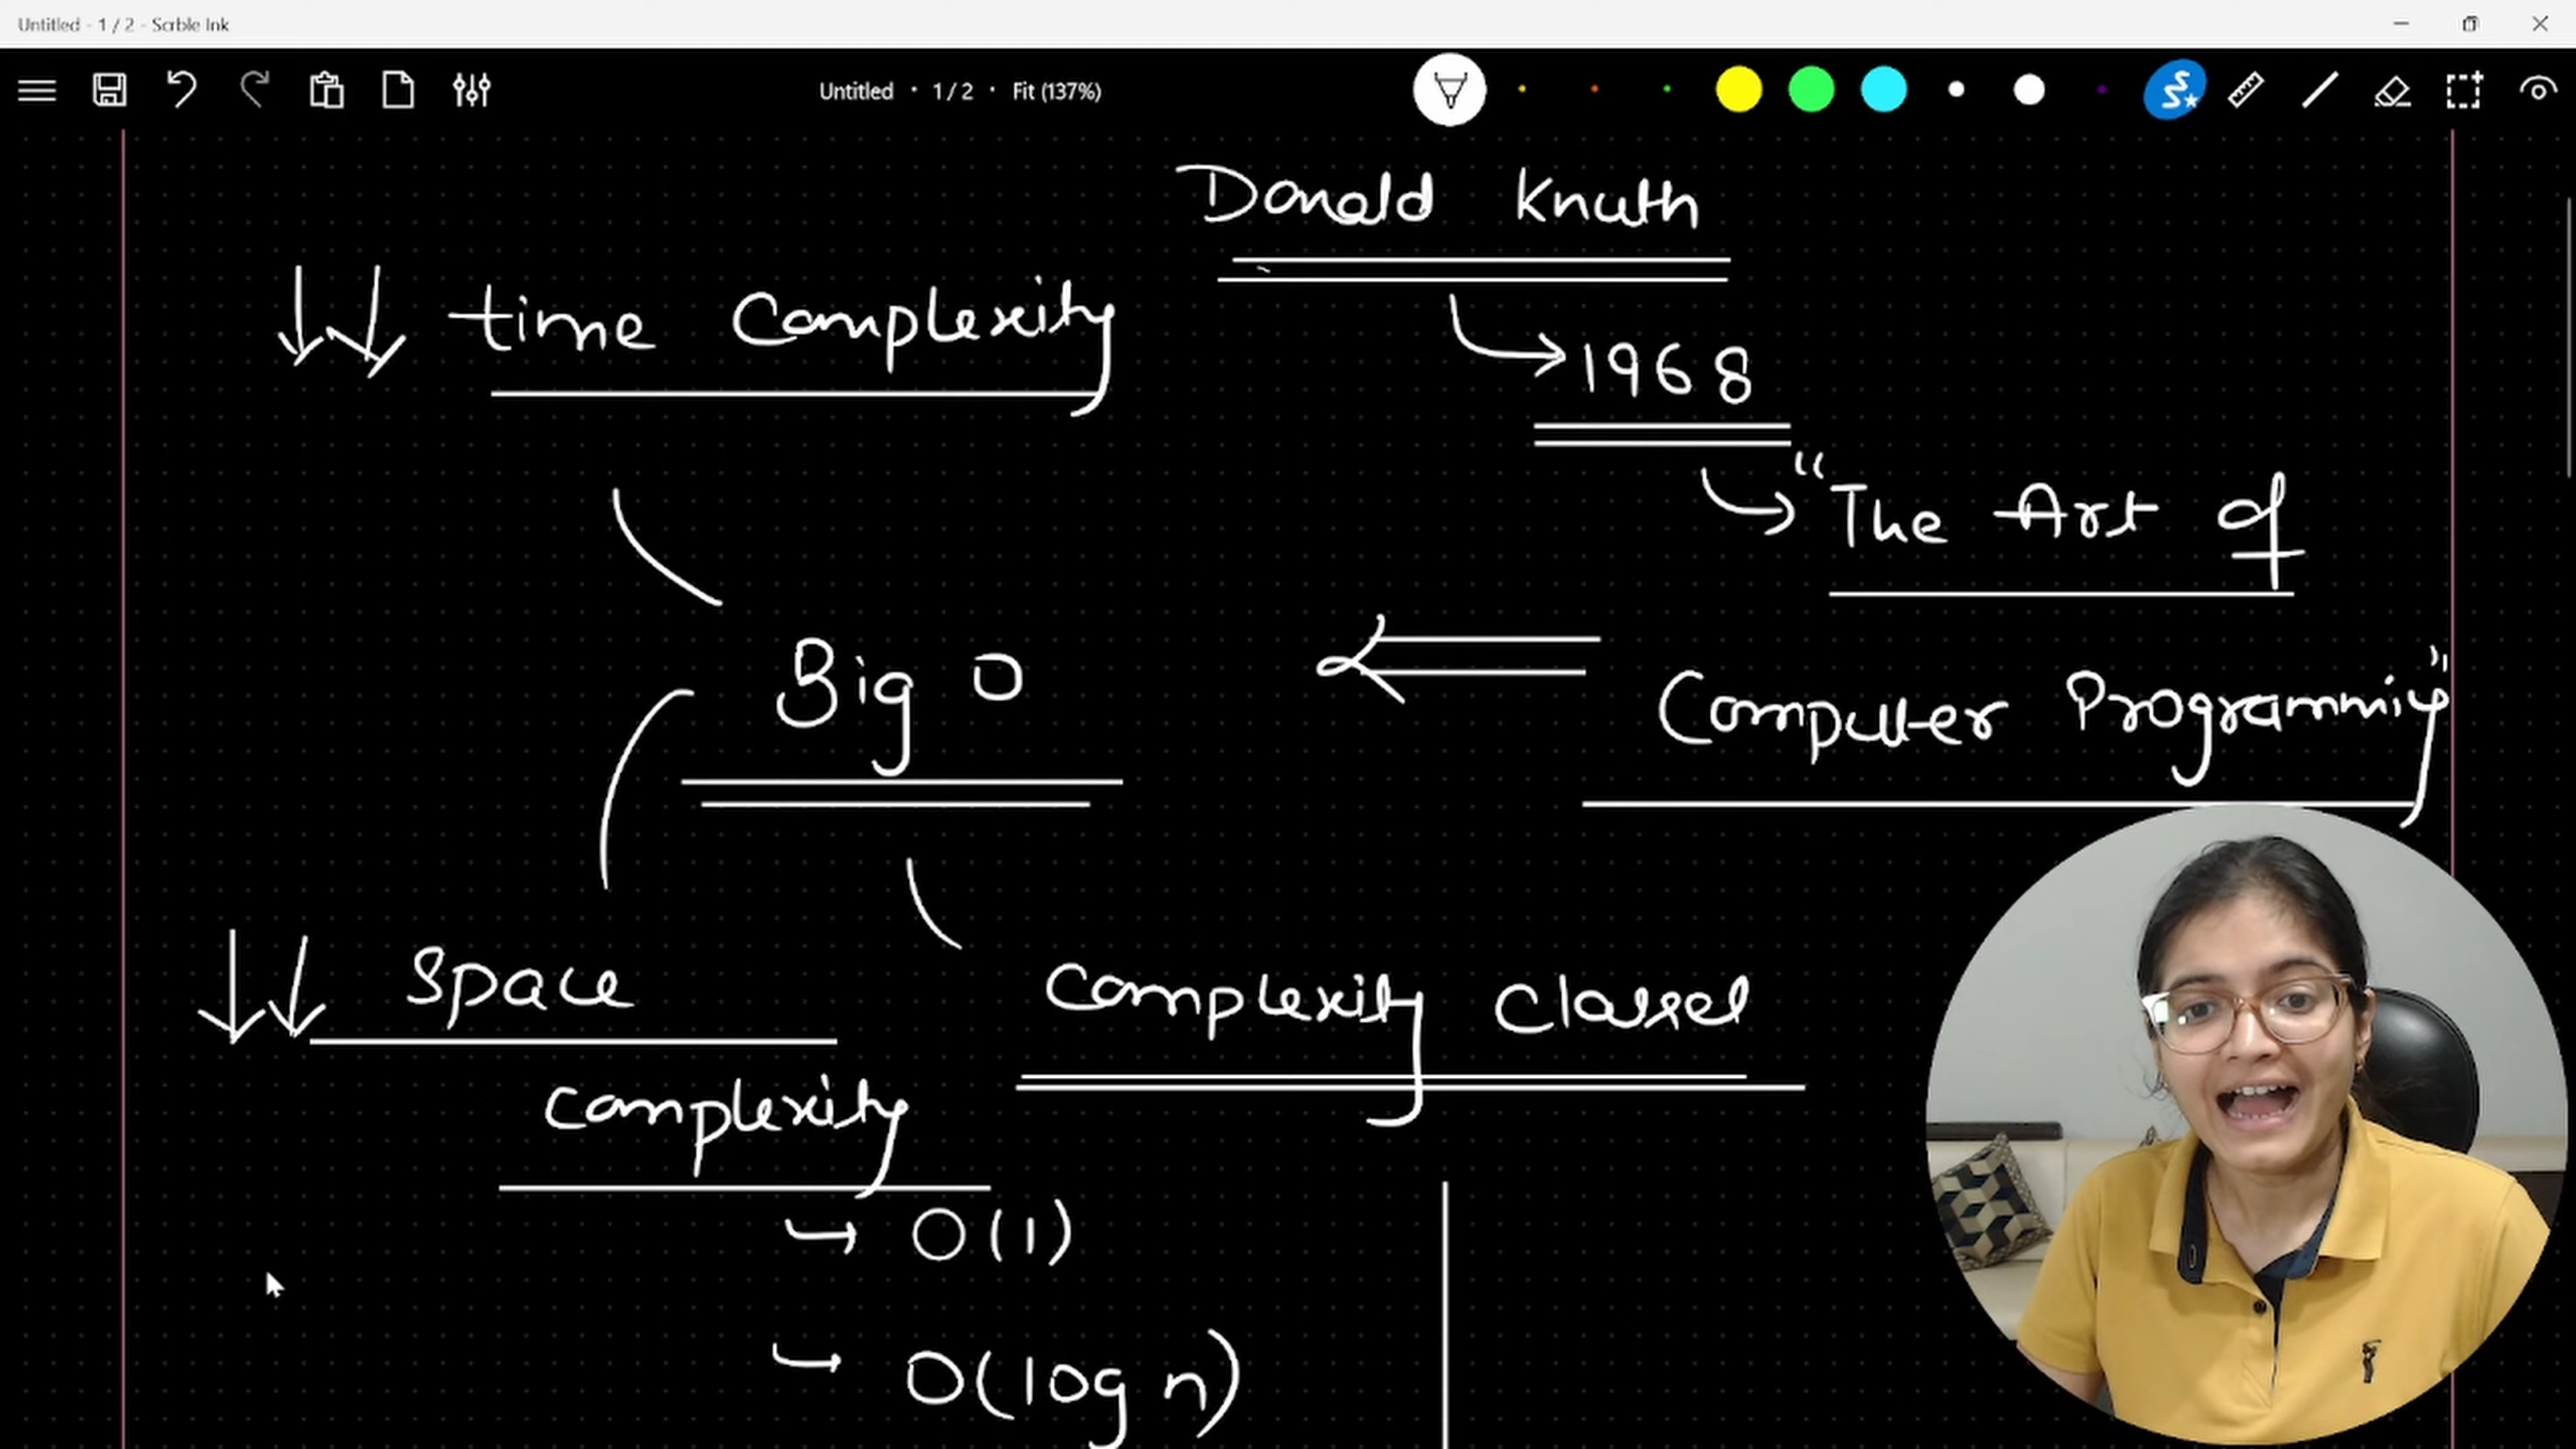 Untitled - 1 / 2 - Scrble Ink
Untitled • 1 / 2 • Fit (137%)
Donald Knuth
time Complexity
1968
"The Art of
Computer Programming"
Big O
Space
Complexity
Complexity Classes
O(1)
O(log n)